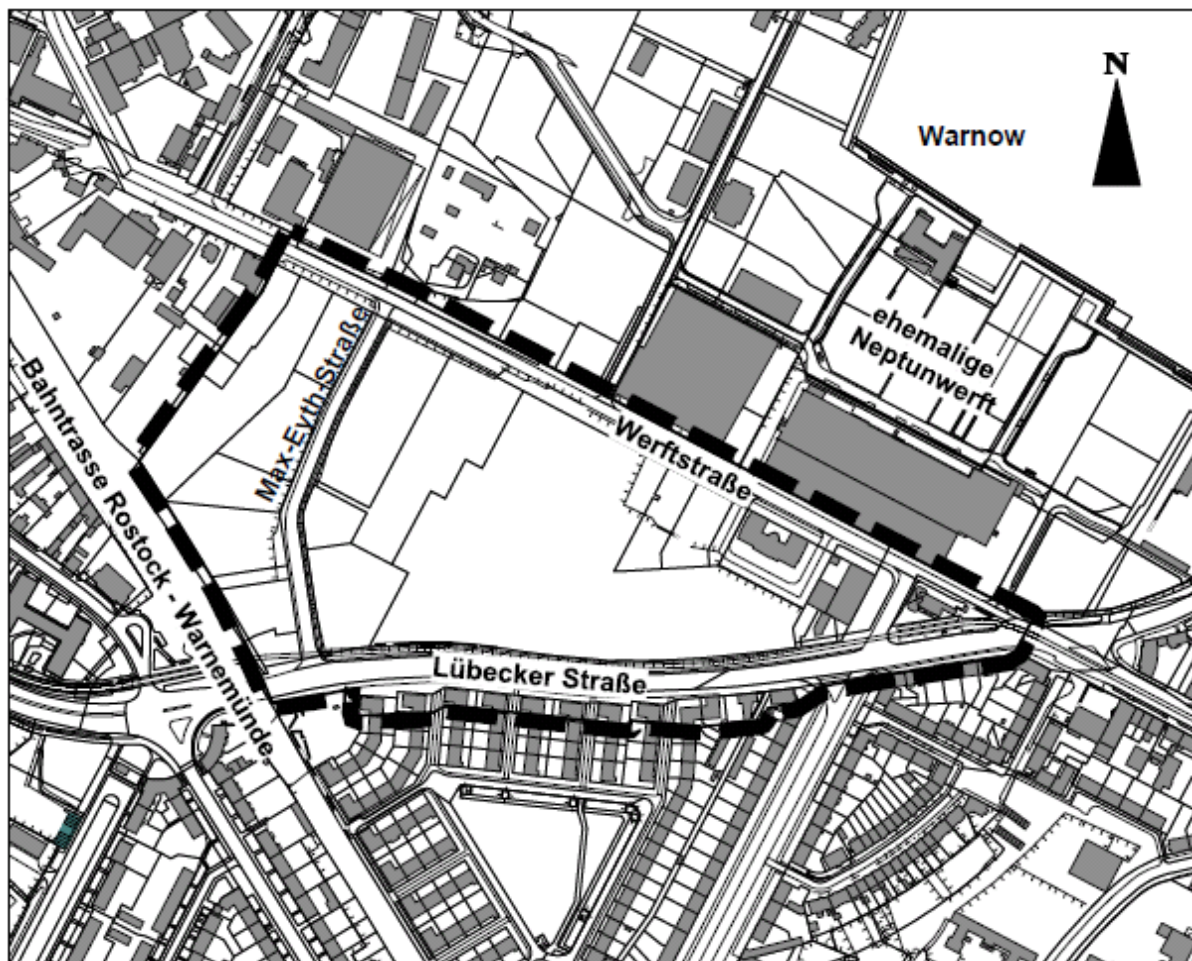 N
Warnow
ehemalige
Neptunwerft
Max-Eyth-Straße
Bahntrasse Rostock - Warnemünde
Werftstraße
Lübecker Straße